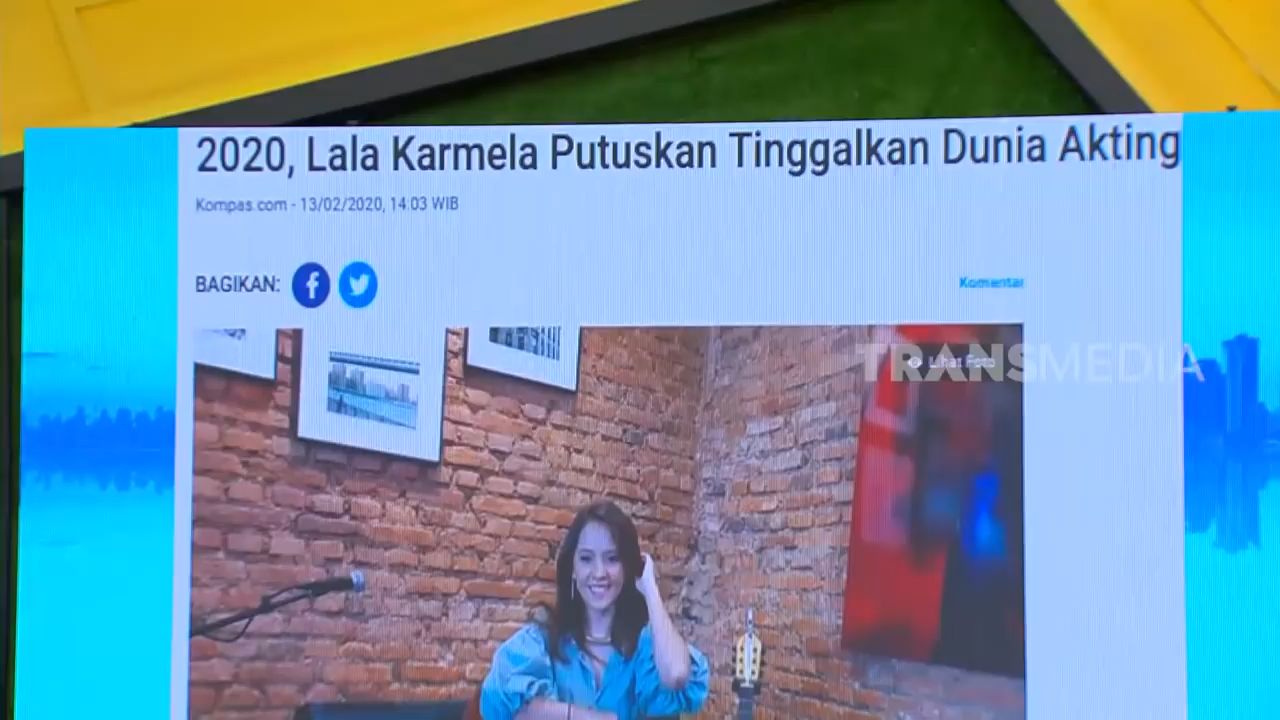 2020, Lala Karmela Putuskan Tinggalkan Dunia Akting
Kompas.com - 13/02/2020, 14:03 WIB
BAGIKAN:
Komentar
Lihat Foto
TRANSMEDIA